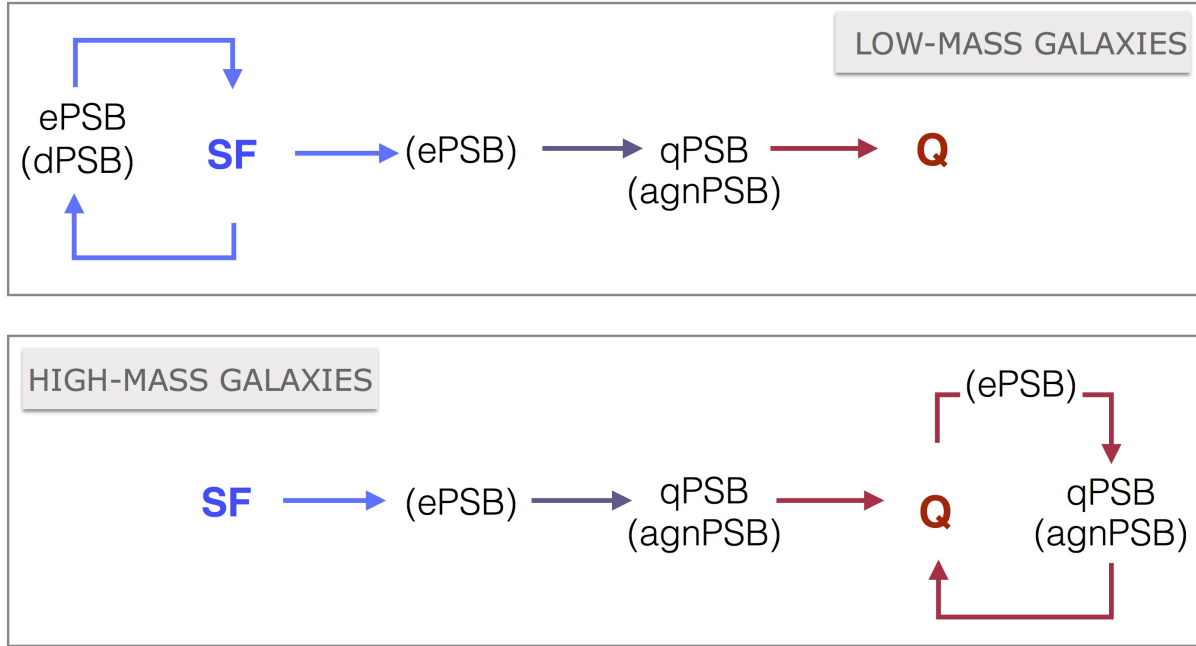 LOW-MASS GALAXIES
ePSB
(dPSB)
SF
(ePSB)
qPSB
(agnPSB)
Q
HIGH-MASS GALAXIES
SF
(ePSB)
qPSB
(agnPSB)
Q
(ePSB)
qPSB
(agnPSB)